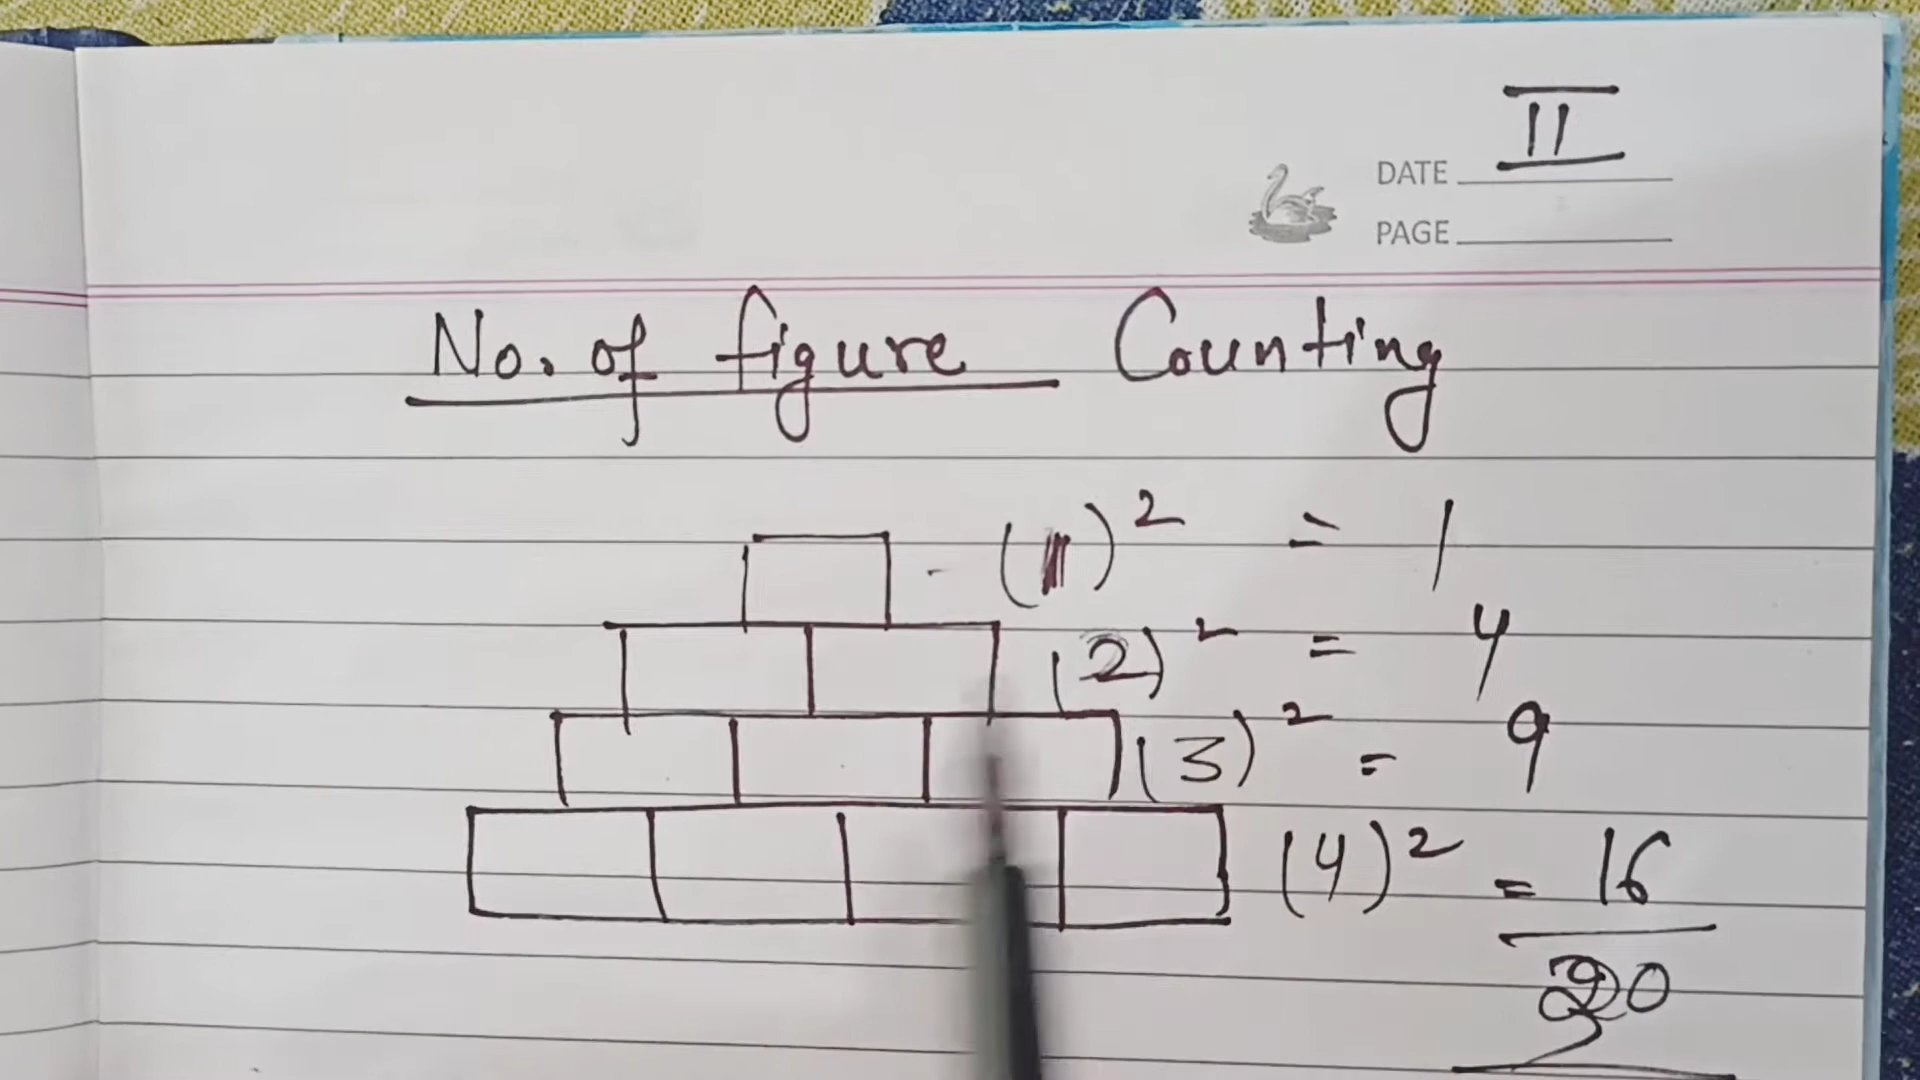 II
DATE
PAGE
No. of figure Counting
- (1)² = 1
(2)² = 4
(3)² = 9
(4)² = 16